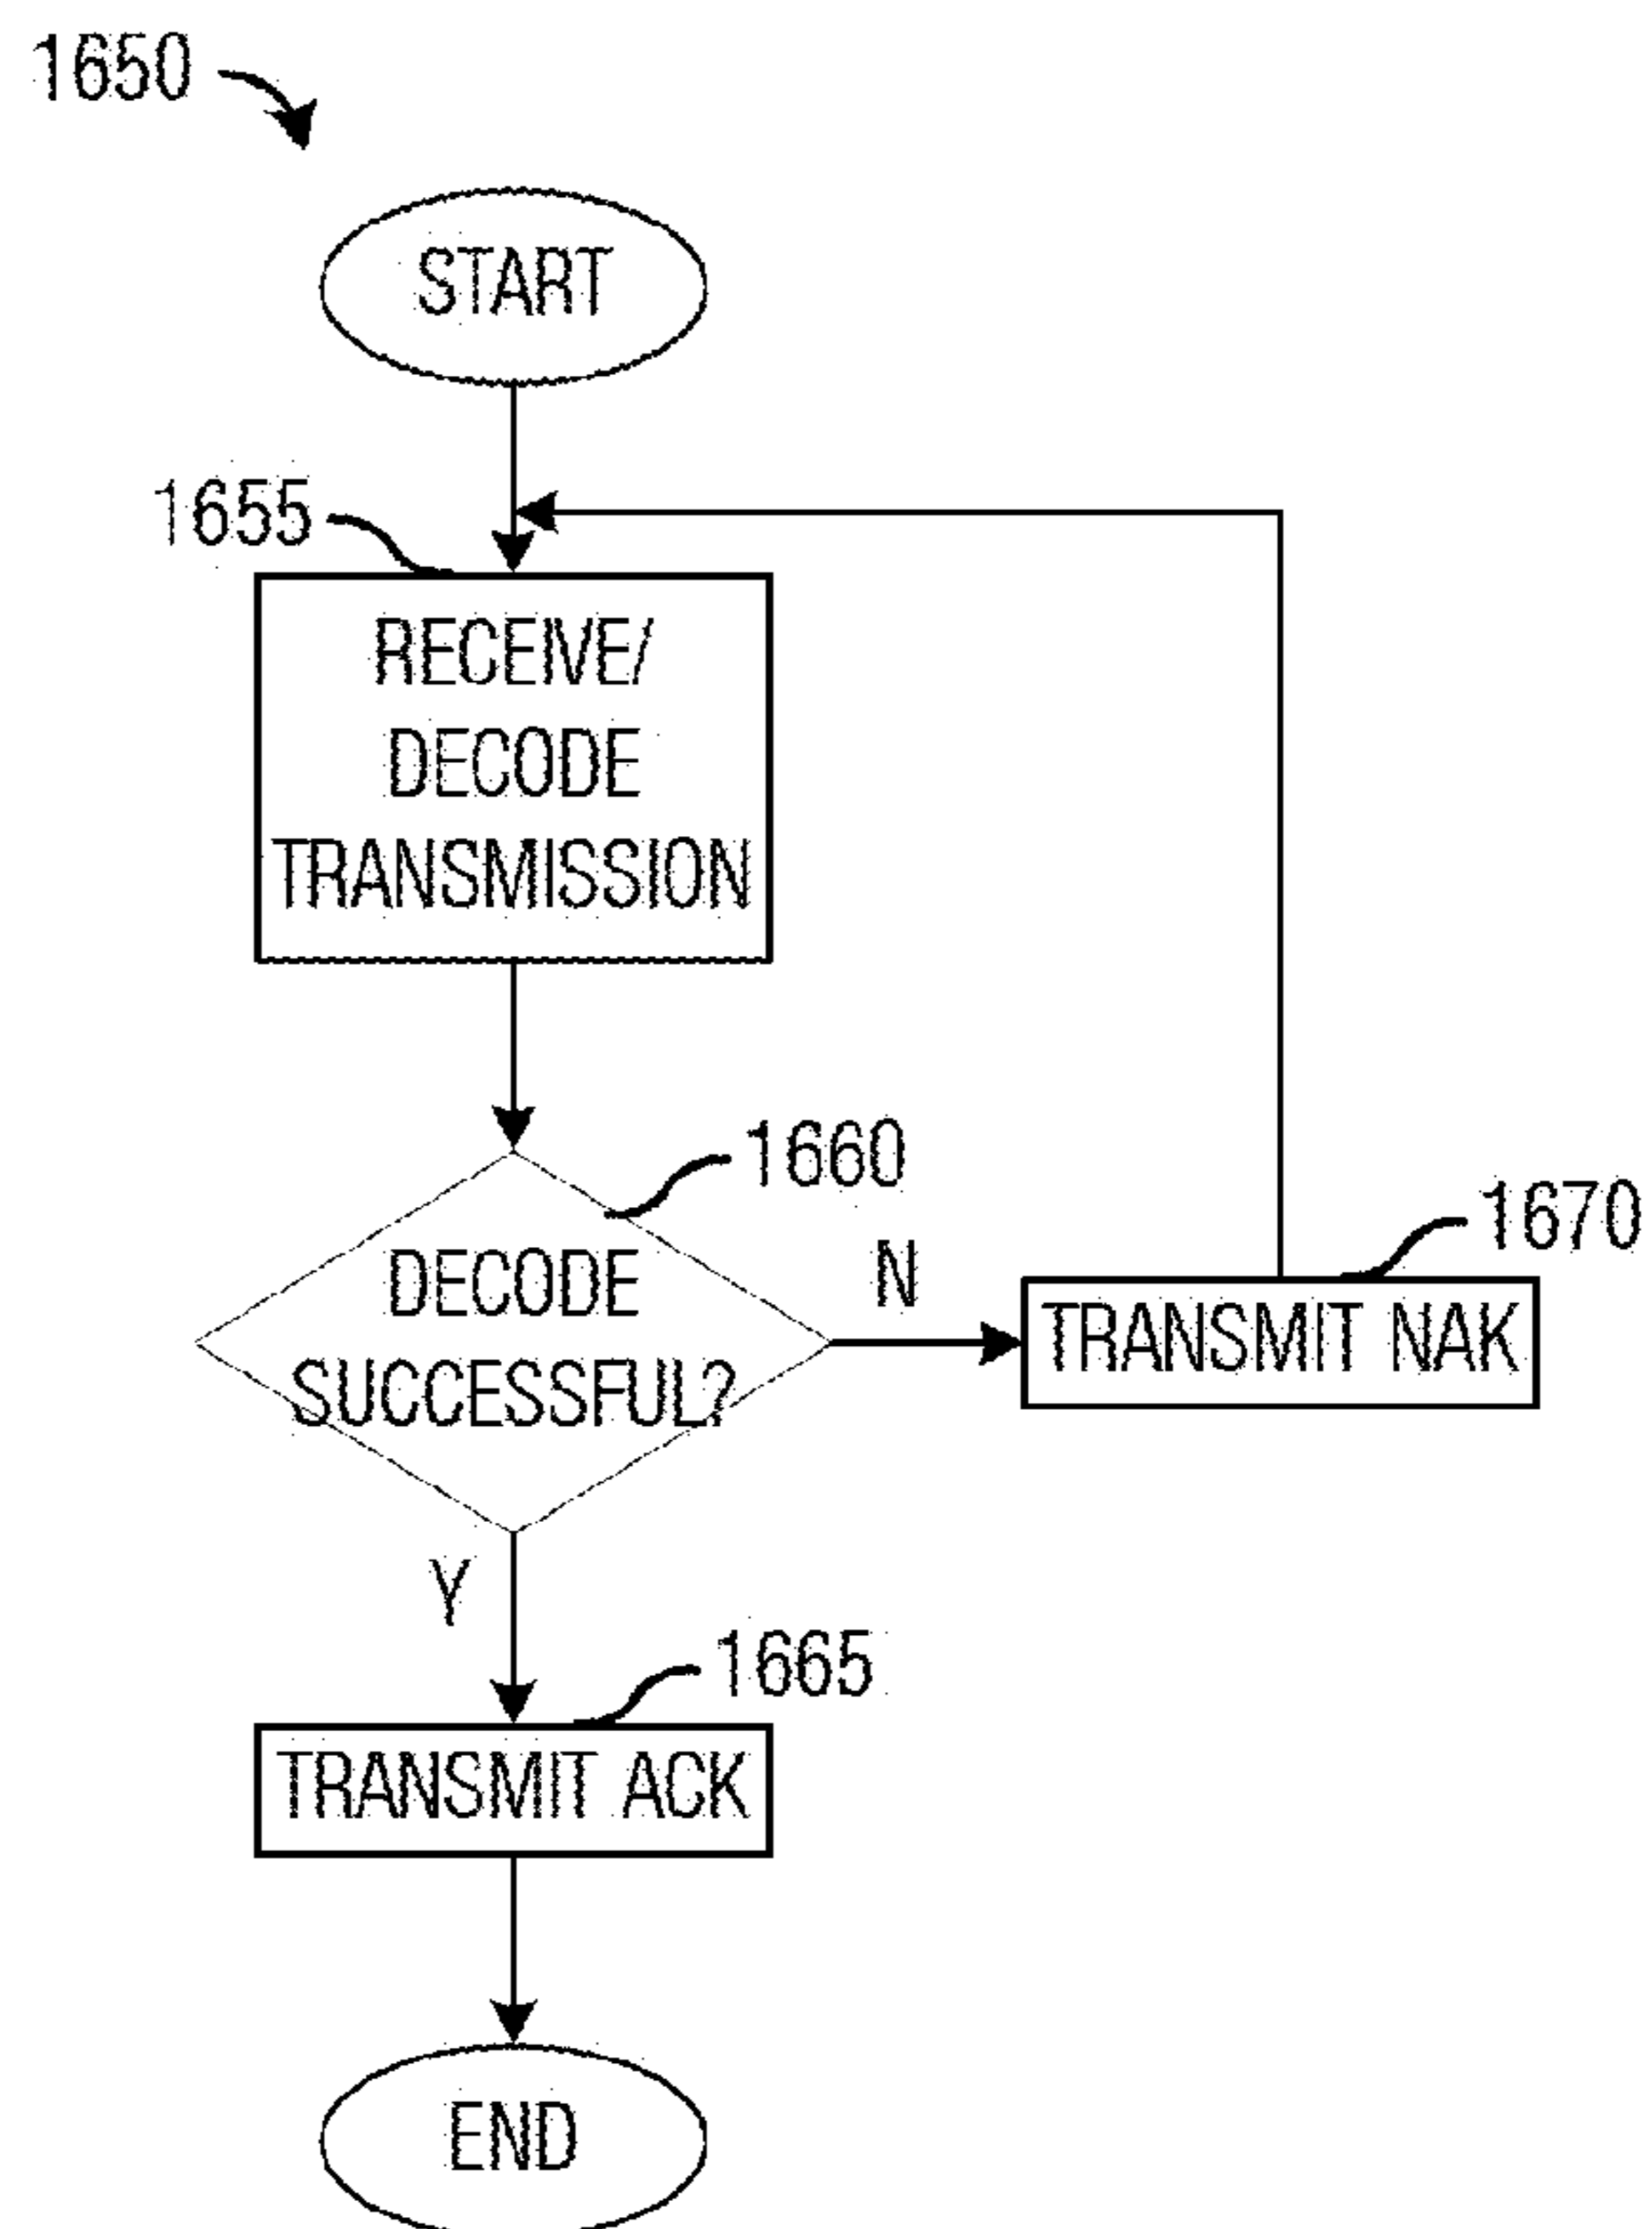 1650
START
1655
RECEIVE/
DECODE
TRANSMISSION
1660
DECODE
SUCCESSFUL?
N
1670
TRANSMIT NAK
Y
1665
TRANSMIT ACK
END